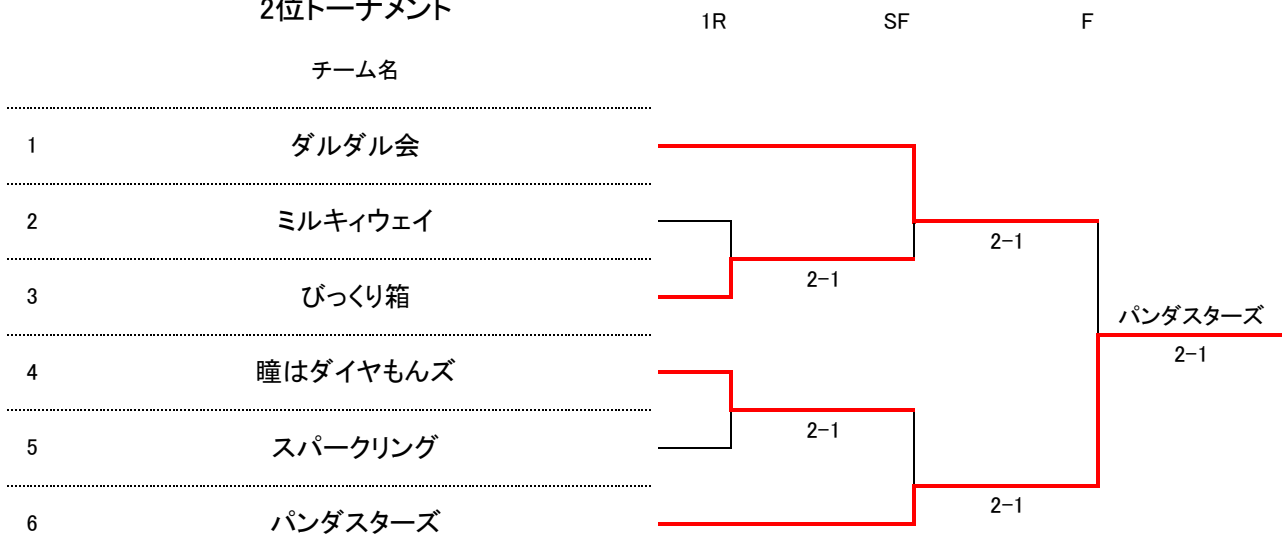 2位トーナメント
1R SF F
チーム名
1 ダルダル会
2 ミルキィウェイ
2-1
3 びっくり箱
2-1
パンダスターズ
2-1
4 瞳はダイヤもんズ
2-1
5 スパークリング
2-1
6 パンダスターズ